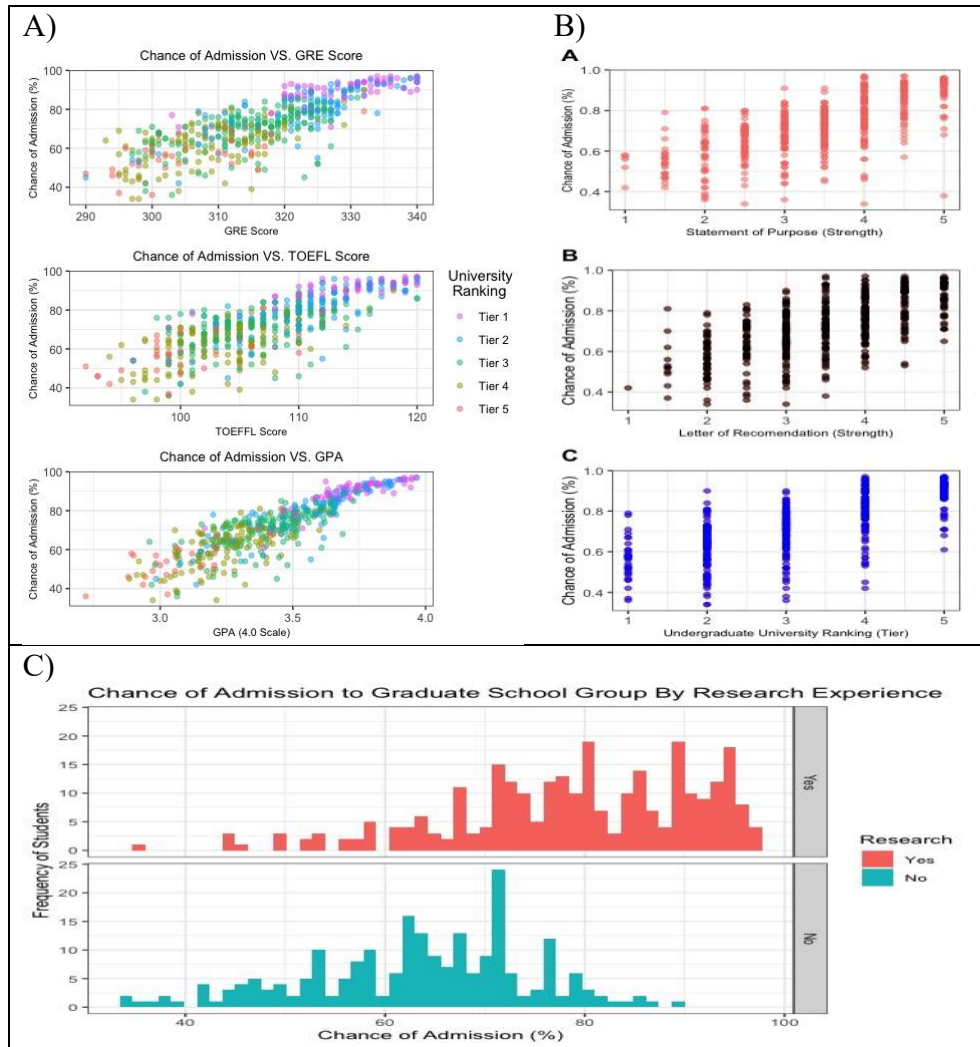 A)
Chance of Admission VS. GRE Score
Chance of Admission (%)
100
80
60
40
290 300 310 320 330 340
GRE Score
Chance of Admission VS. TOEFL Score
Chance of Admission (%)
100
80
60
40
100 110 120
TOEFFL Score
University
Ranking
Tier 1
Tier 2
Tier 3
Tier 4
Tier 5
Chance of Admission VS. GPA
Chance of Admission (%)
100
80
60
40
3.0 3.5 4.0
GPA (4.0 Scale)
B)
A
Chance of Admission (%)
1.0
0.8
0.6
0.4
1 2 3 4 5
Statement of Purpose (Strength)
B
Chance of Admission (%)
1.0
0.8
0.6
0.4
1 2 3 4 5
Letter of Recomendation (Strength)
C
Chance of Admission (%)
1.0
0.8
0.6
0.4
1 2 3 4 5
Undergraduate University Ranking (Tier)
C)
Chance of Admission to Graduate School Group By Research Experience
Frequency of Students
25
20
15
10
5
0
Yes
25
20
15
10
5
0
No
40 60 80 100
Chance of Admission (%)
Research
Yes
No